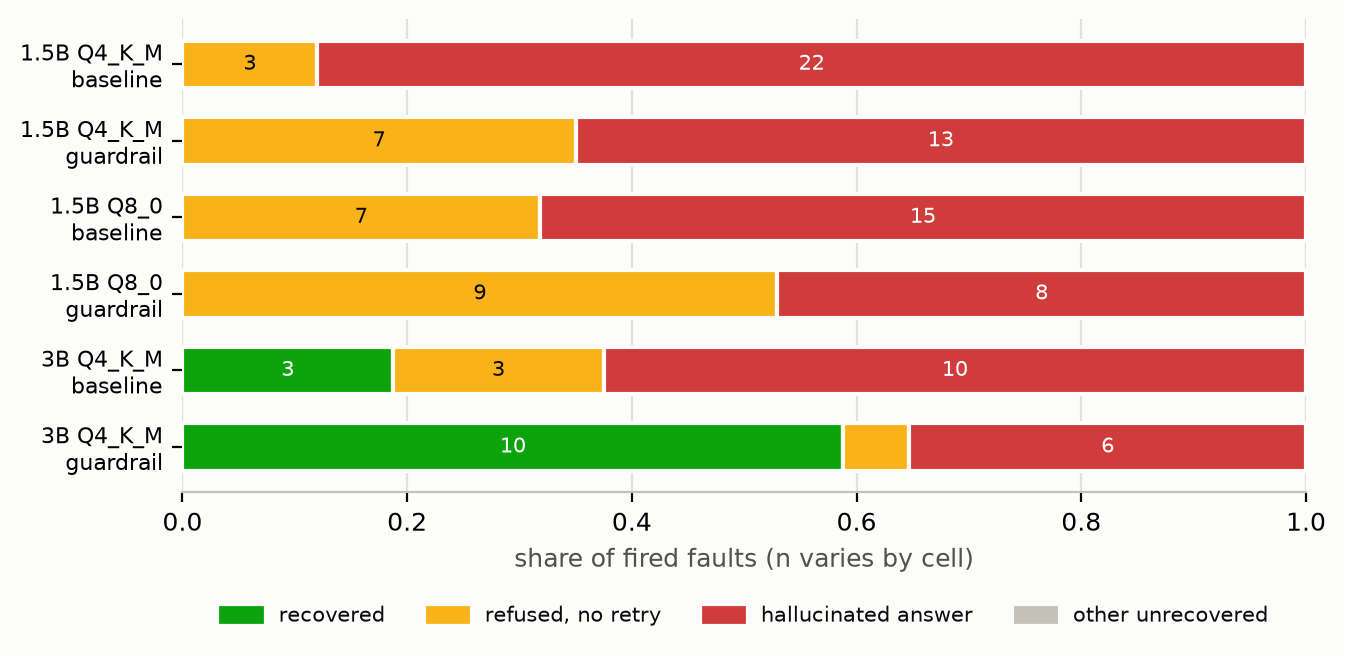 1.5B Q4_K_M
baseline
3
22
1.5B Q4_K_M
guardrail
7
13
1.5B Q8_0
baseline
7
15
1.5B Q8_0
guardrail
9
8
3B Q4_K_M
baseline
3
3
10
3B Q4_K_M
guardrail
10
6
0.0 0.2 0.4 0.6 0.8 1.0
share of fired faults (n varies by cell)
recovered refused, no retry hallucinated answer other unrecovered